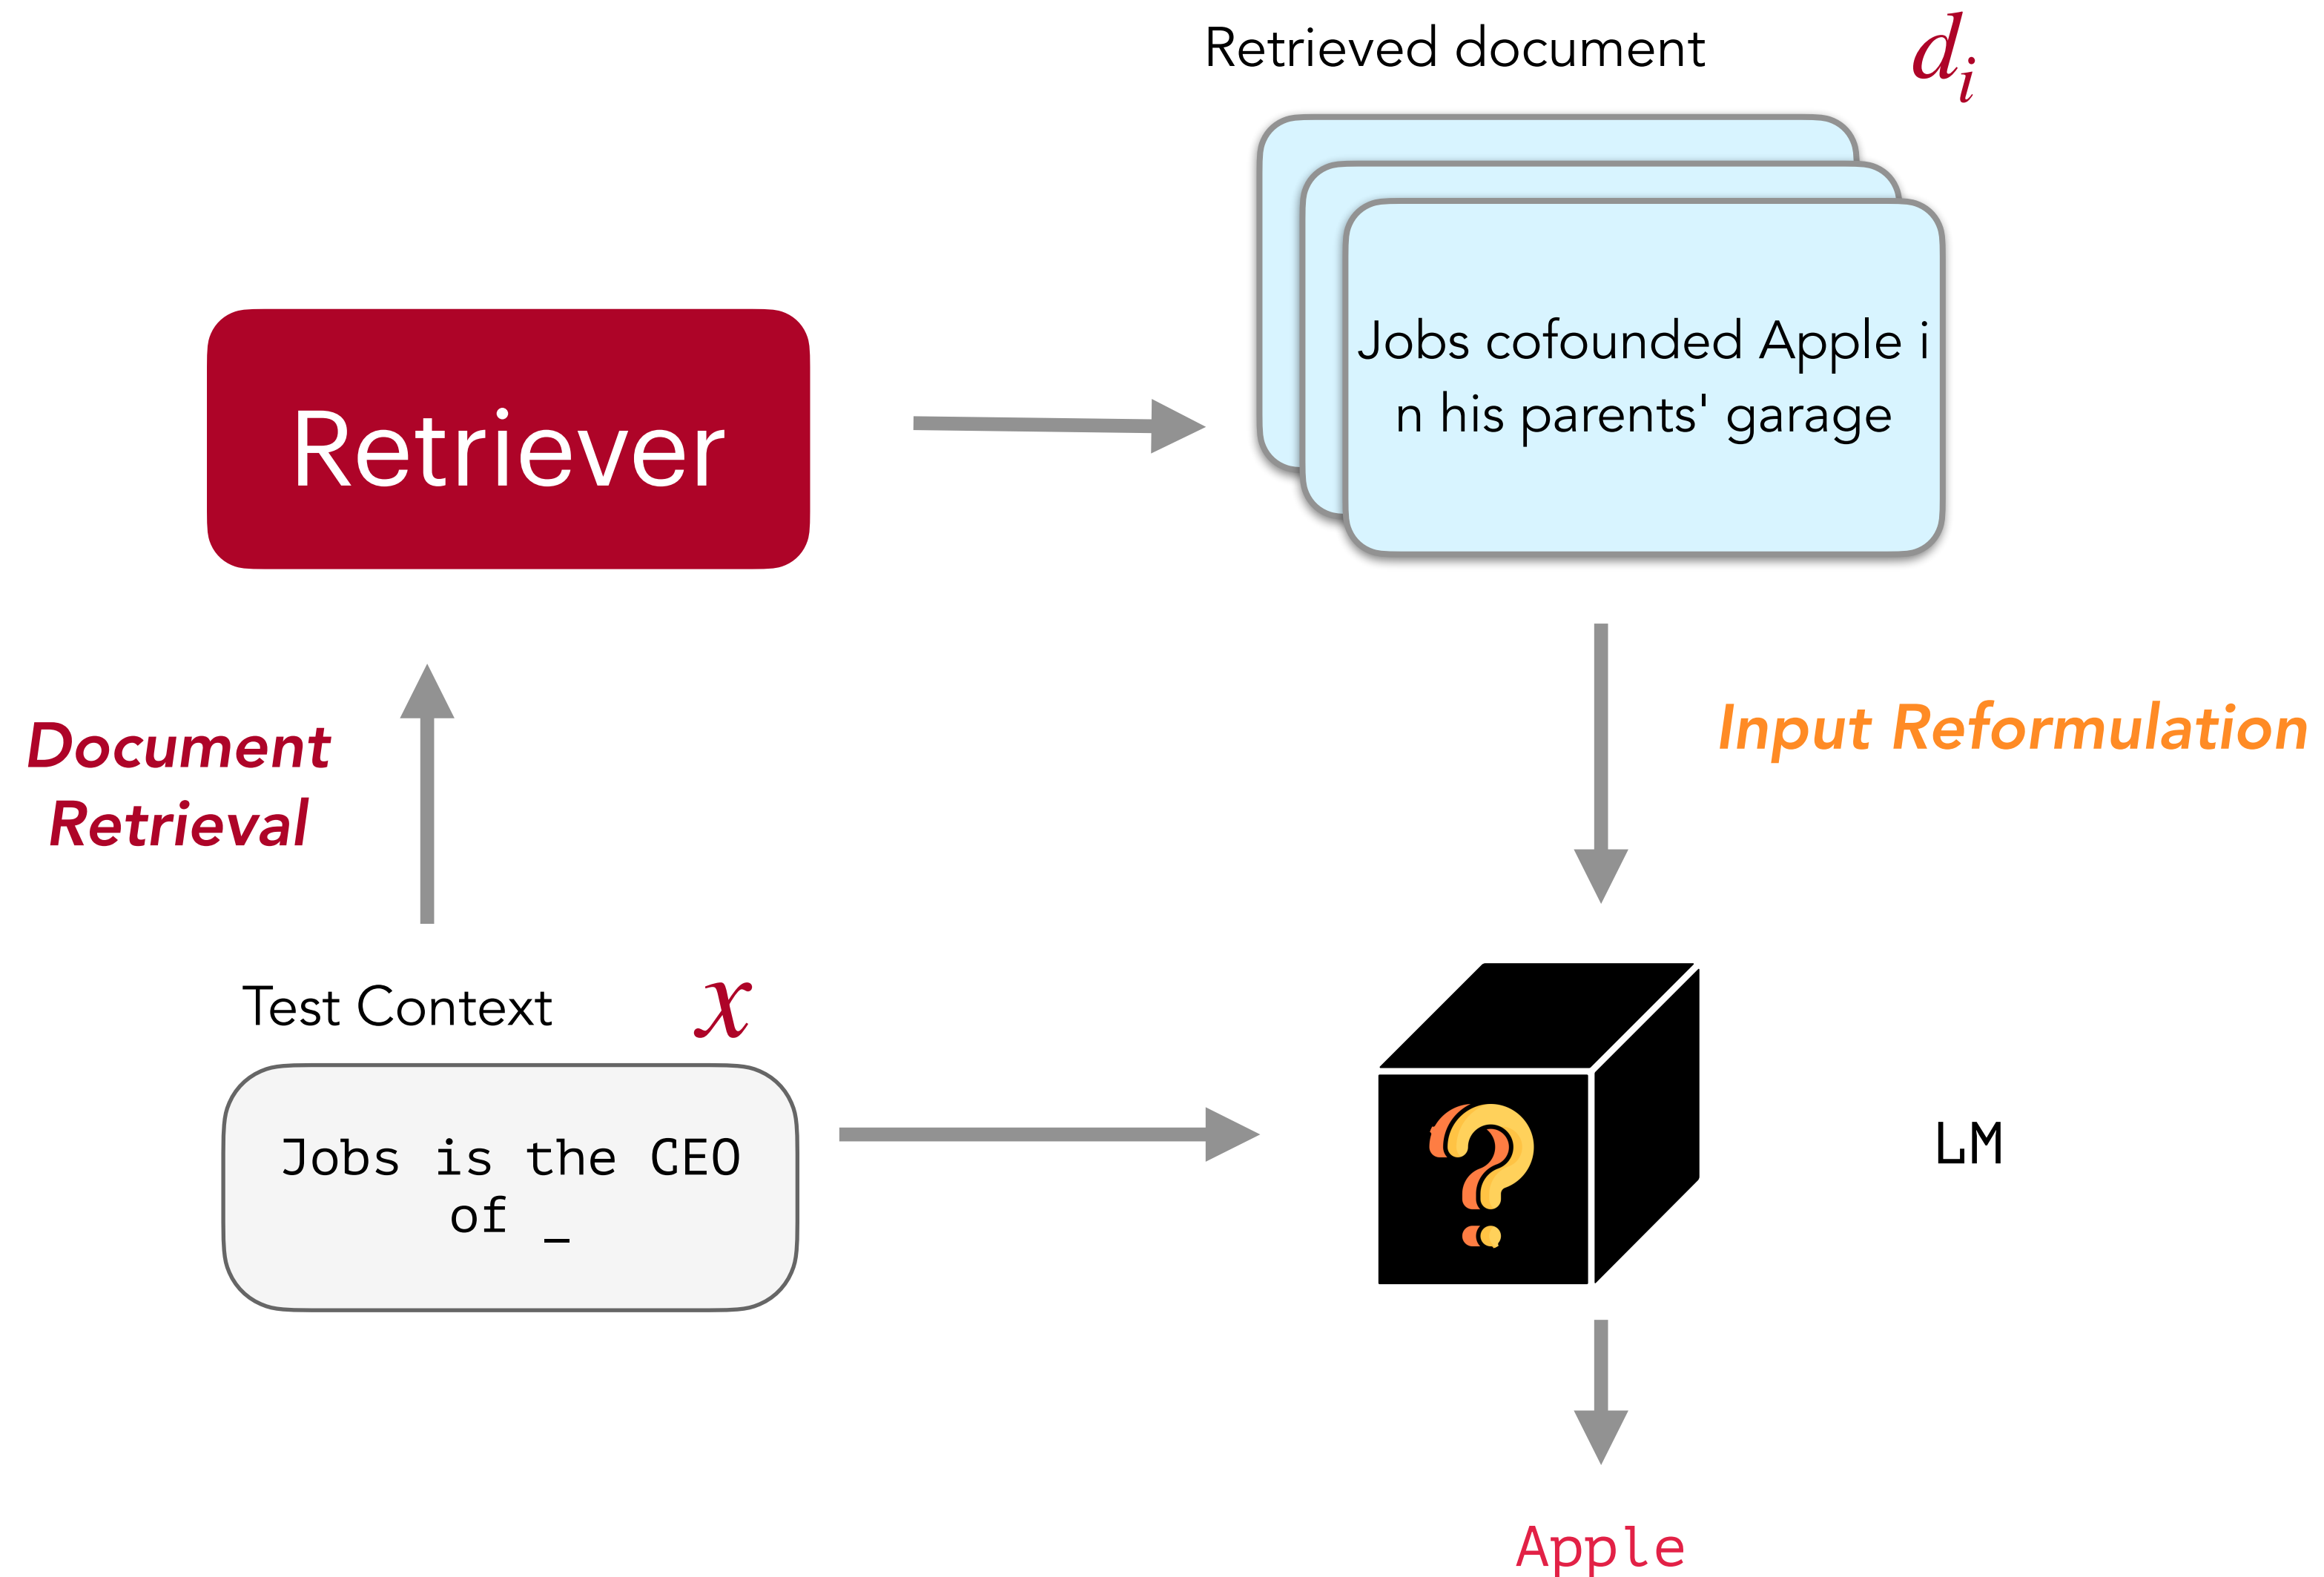 Retrieved document
d_i
Retriever
Jobs cofounded Apple i
n his parents' garage
Document
Retrieval
Input Reformulation
Test Context
x
Jobs is the CEO
of _
?
LM
Apple